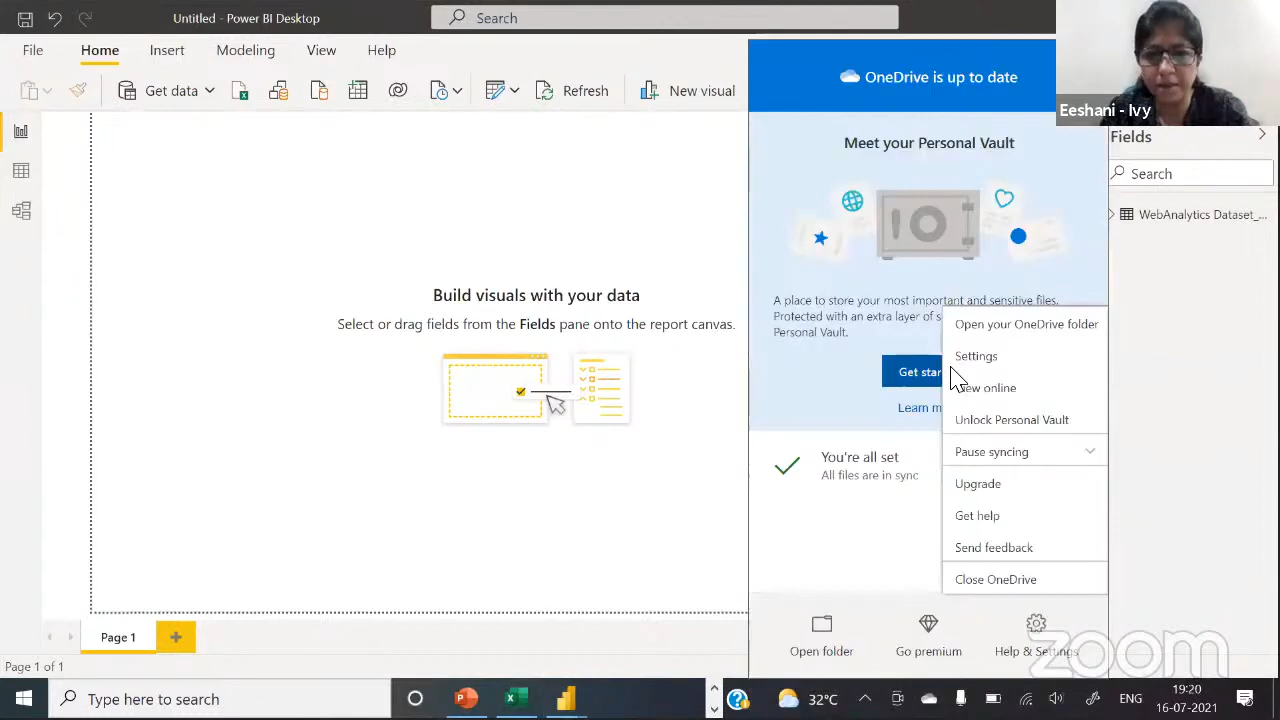 Untitled - Power BI Desktop
Search
File
Home
Insert
Modeling
View
Help
Get data
Refresh
New visual
OneDrive is up to date
Eeshani - Ivy
Meet your Personal Vault
Fields
Search
WebAnalytics Dataset_...
Build visuals with your data
Select or drag fields from the Fields pane onto the report canvas.
A place to store your most important and sensitive files.
Protected with an extra layer of s
Personal Vault.
Get star
Learn m
Open your OneDrive folder
Settings
ew online
Unlock Personal Vault
Pause syncing
Upgrade
Get help
Send feedback
Close OneDrive
You're all set
All files are in sync
Open folder
Go premium
Help & Settings
zoom
Page 1
Page 1 of 1
Type here to search
32°C
ENG
19:20
16-07-2021